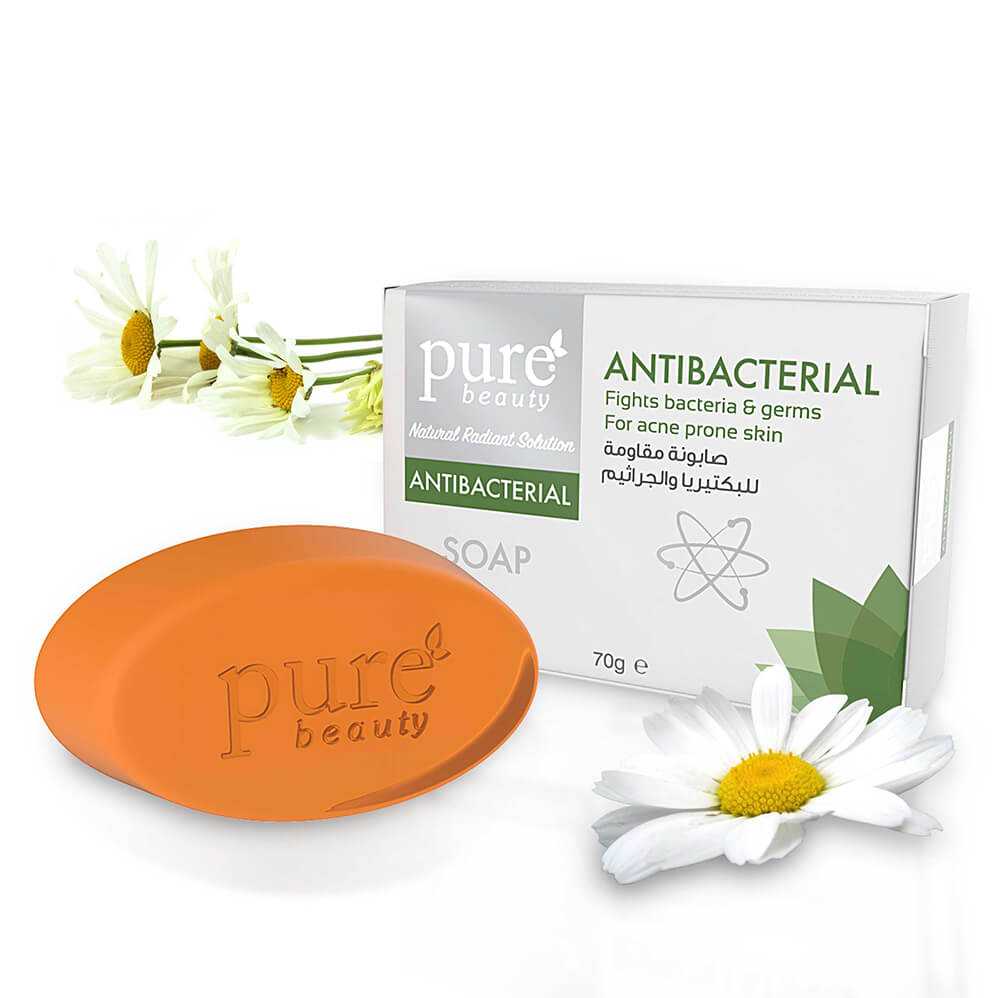 pure
beauty
Natural Radiant Solution
ANTIBACTERIAL
SOAP
ANTIBACTERIAL
Fights bacteria & germs
For acne prone skin
صابونة مقاومة
للبكتيريا والجراثيم
70g e
pure
beauty